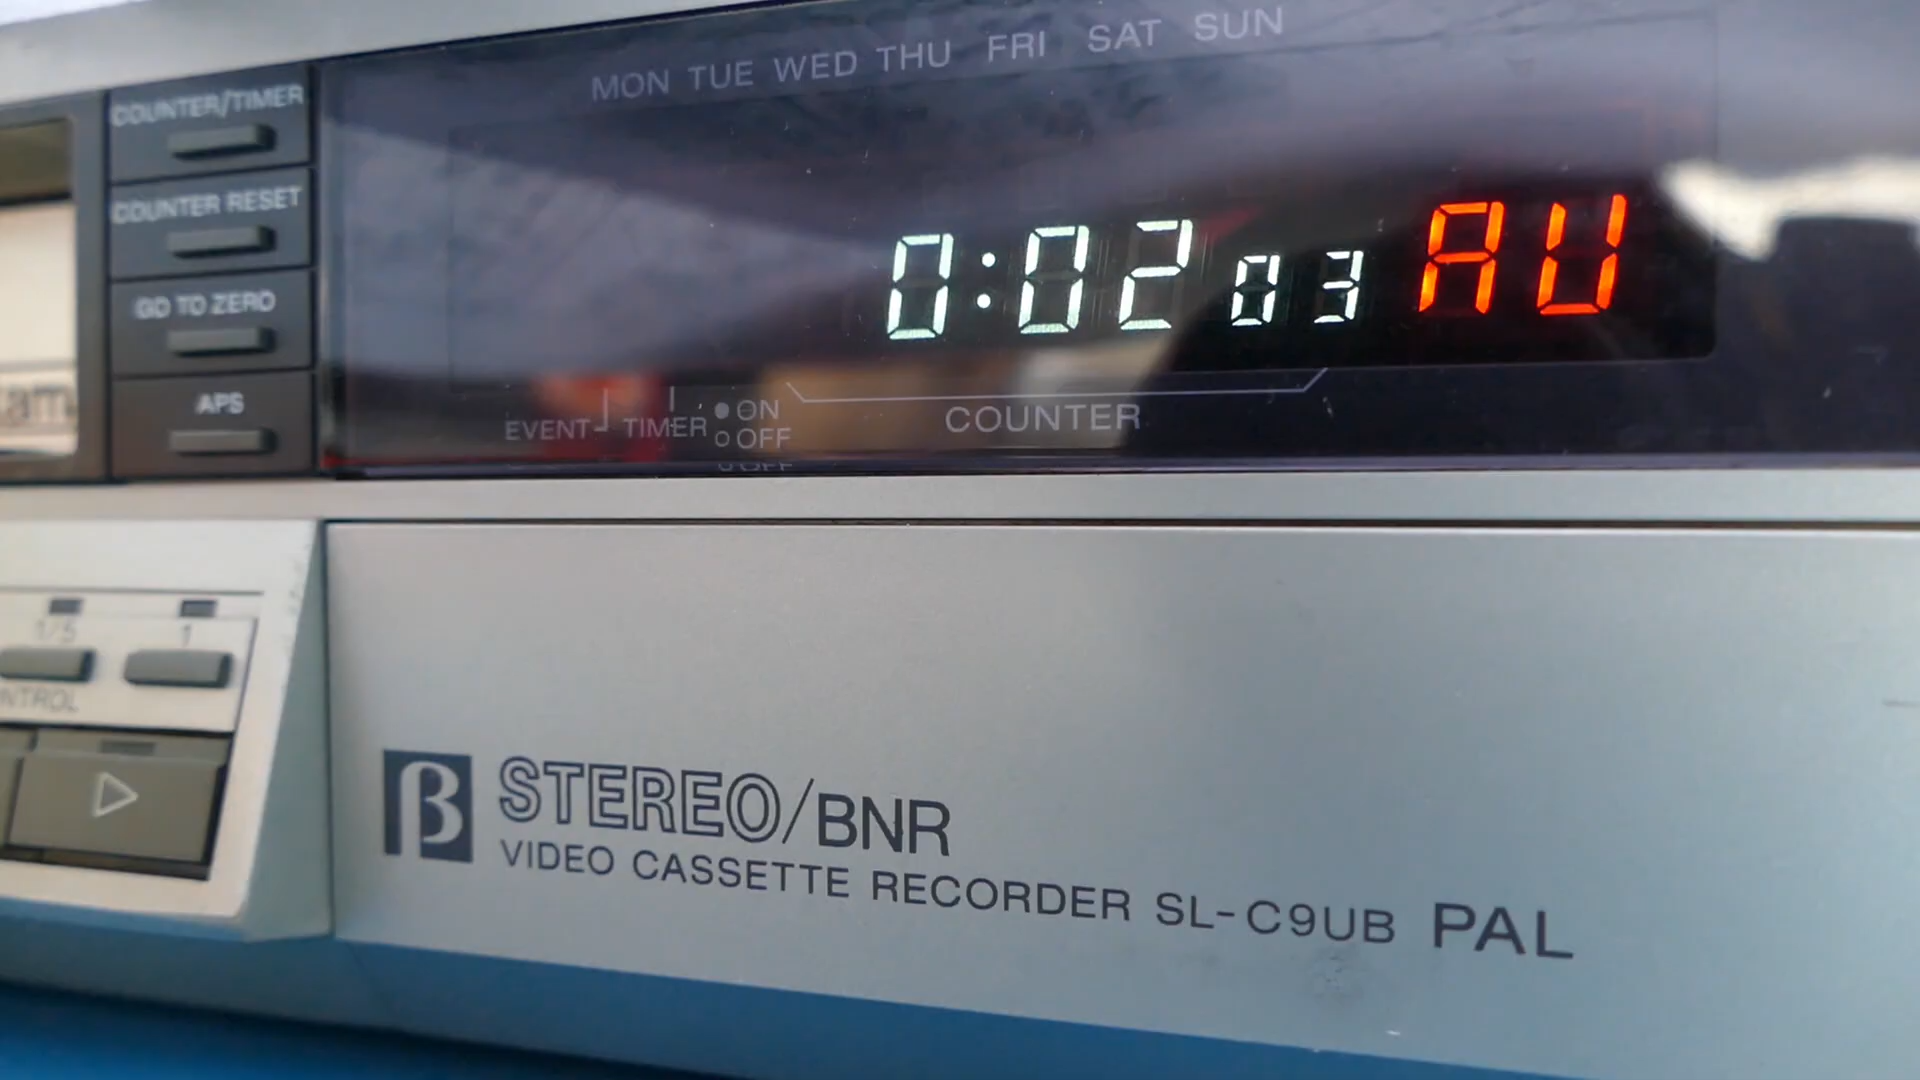 MON TUE WED THU FRI SAT SUN
COUNTER/TIMER
COUNTER RESET
GO TO ZERO
APS
0:02 03 AU
EVENT TIMER ON
OFF
COUNTER
1/5 1
β STEREO/BNR
VIDEO CASSETTE RECORDER SL-C9UB PAL